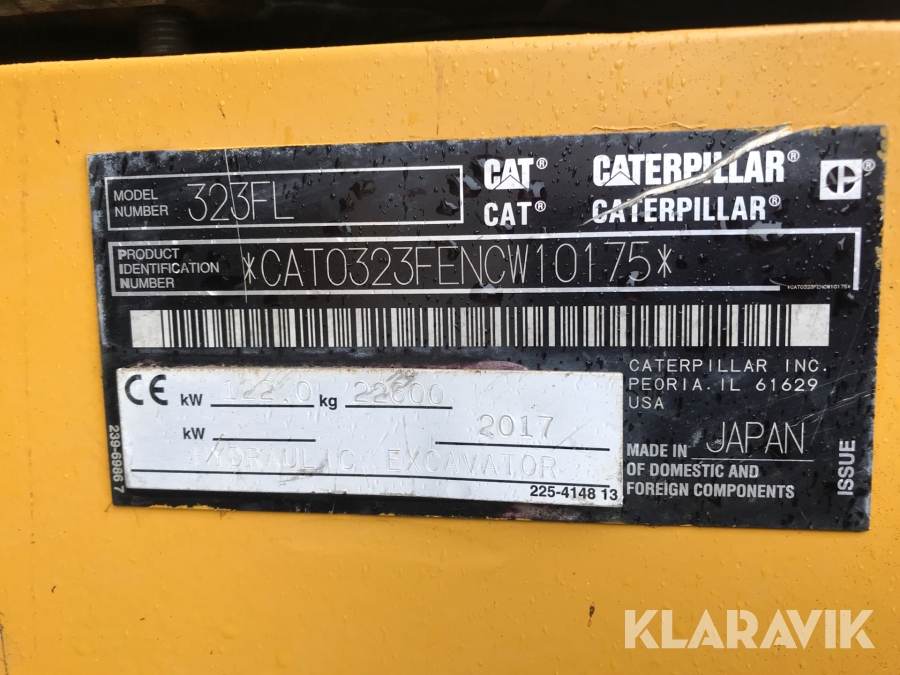 MODEL NUMBER 323FL
CAT® CATERPILLAR®
CAT® CATERPILLAR®
PRODUCT IDENTIFICATION NUMBER *CAT0323FENCW10175*
*CAT0323FENCW10175*
CATERPILLAR INC.
PEORIA. IL 61629
USA
CE kW 122.0 kg 22600
kW 2017
EXCAVATOR
225-4148 13
239-6986 7
MADE IN JAPAN
OF DOMESTIC AND
FOREIGN COMPONENTS
ISSUE
KLARAVIK